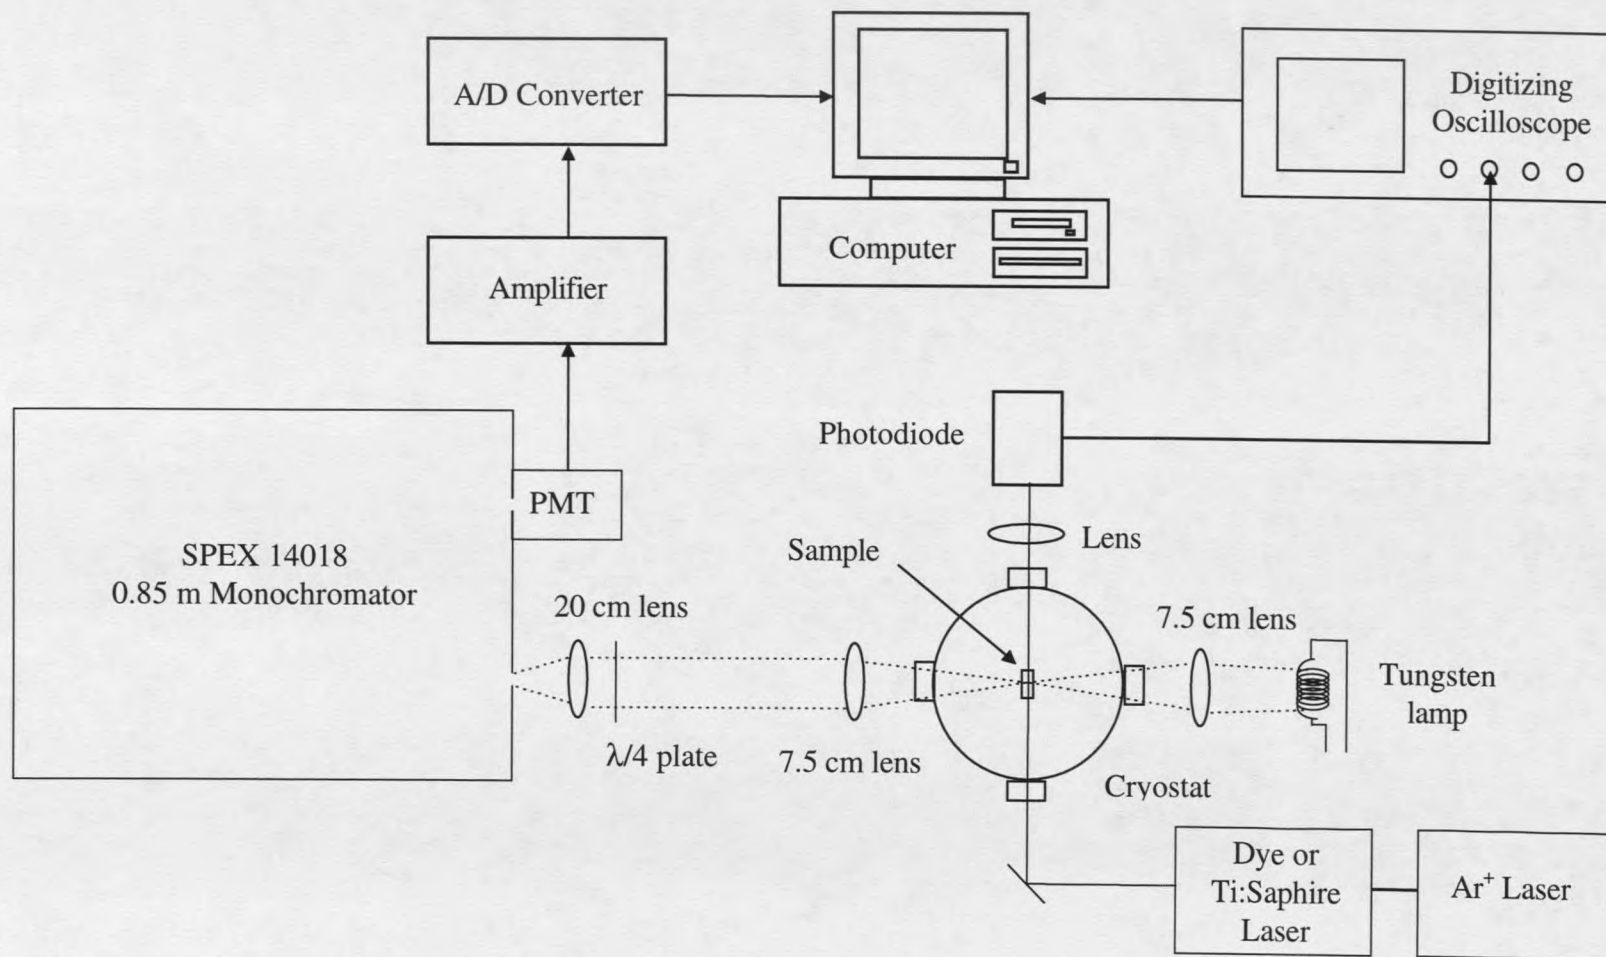 A/D Converter
Digitizing
Oscilloscope
Computer
Amplifier
Photodiode
PMT
Lens
Sample
SPEX 14018
0.85 m Monochromator
20 cm lens
7.5 cm lens
Tungsten
lamp
λ/4 plate
7.5 cm lens
Cryostat
Dye or
Ti:Saphire
Laser
Ar⁺ Laser